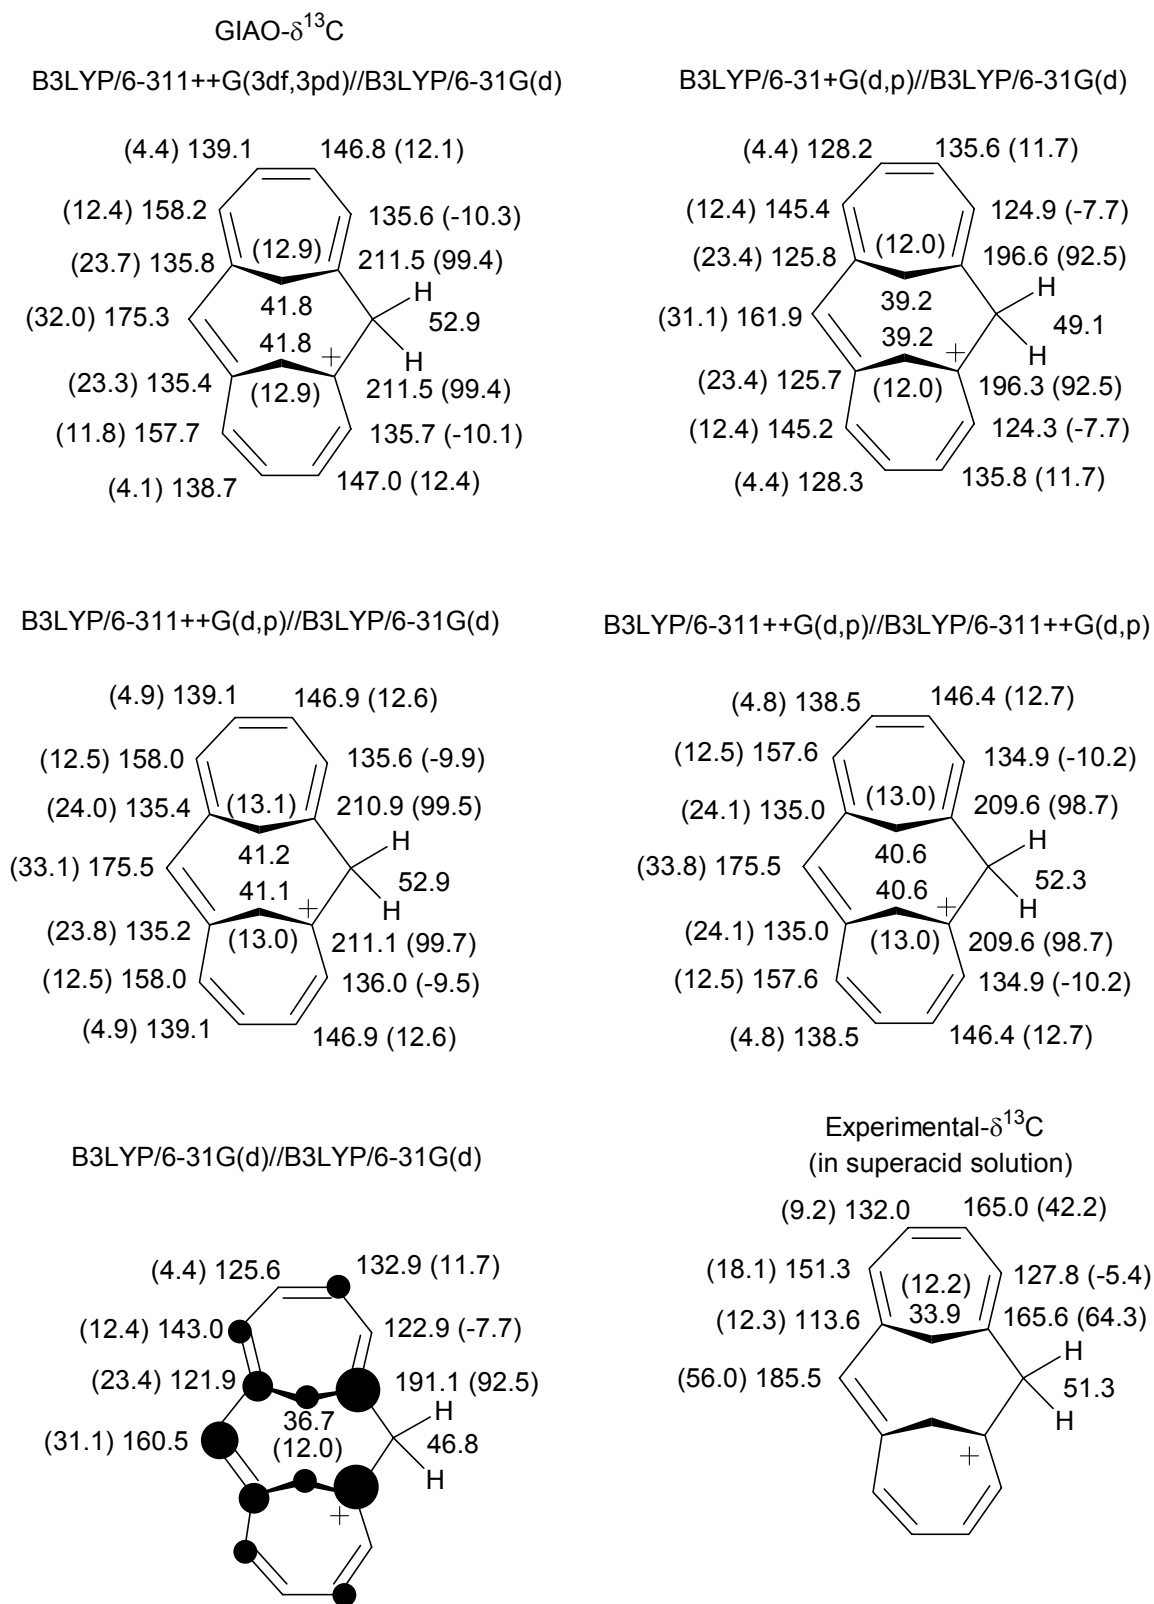 GIAO-δ¹³C
B3LYP/6-311++G(3df,3pd)//B3LYP/6-31G(d)
(4.4) 139.1 146.8 (12.1)
(12.4) 158.2 135.6 (-10.3)
(12.9)
(23.7) 135.8 211.5 (99.4)
H
41.8
(32.0) 175.3 52.9
41.8 +
H
(23.3) 135.4 (12.9) 211.5 (99.4)
(11.8) 157.7 135.7 (-10.1)
(4.1) 138.7 147.0 (12.4)
B3LYP/6-31+G(d,p)//B3LYP/6-31G(d)
(4.4) 128.2 135.6 (11.7)
(12.4) 145.4 124.9 (-7.7)
(12.0)
(23.4) 125.8 196.6 (92.5)
H
39.2
(31.1) 161.9 49.1
39.2 +
H
(23.4) 125.7 (12.0) 196.3 (92.5)
(12.4) 145.2 124.3 (-7.7)
(4.4) 128.3 135.8 (11.7)
B3LYP/6-311++G(d,p)//B3LYP/6-31G(d)
(4.9) 139.1 146.9 (12.6)
(12.5) 158.0 135.6 (-9.9)
(24.0) 135.4 (13.1) 210.9 (99.5)
H
41.2
(33.1) 175.5 52.9
41.1 +
H
(23.8) 135.2 (13.0) 211.1 (99.7)
(12.5) 158.0 136.0 (-9.5)
(4.9) 139.1 146.9 (12.6)
B3LYP/6-311++G(d,p)//B3LYP/6-311++G(d,p)
(4.8) 138.5 146.4 (12.7)
(12.5) 157.6 134.9 (-10.2)
(24.1) 135.0 (13.0) 209.6 (98.7)
H
40.6
(33.8) 175.5 52.3
40.6 +
H
(24.1) 135.0 (13.0) 209.6 (98.7)
(12.5) 157.6 134.9 (-10.2)
(4.8) 138.5 146.4 (12.7)
B3LYP/6-31G(d)//B3LYP/6-31G(d)
(4.4) 125.6 132.9 (11.7)
(12.4) 143.0 122.9 (-7.7)
(23.4) 121.9 191.1 (92.5)
36.7 H
(31.1) 160.5 (12.0) 46.8
H
+
Experimental-δ¹³C
(in superacid solution)
(9.2) 132.0 165.0 (42.2)
(18.1) 151.3 (12.2) 127.8 (-5.4)
(12.3) 113.6 33.9 165.6 (64.3)
H
(56.0) 185.5 51.3
H
+